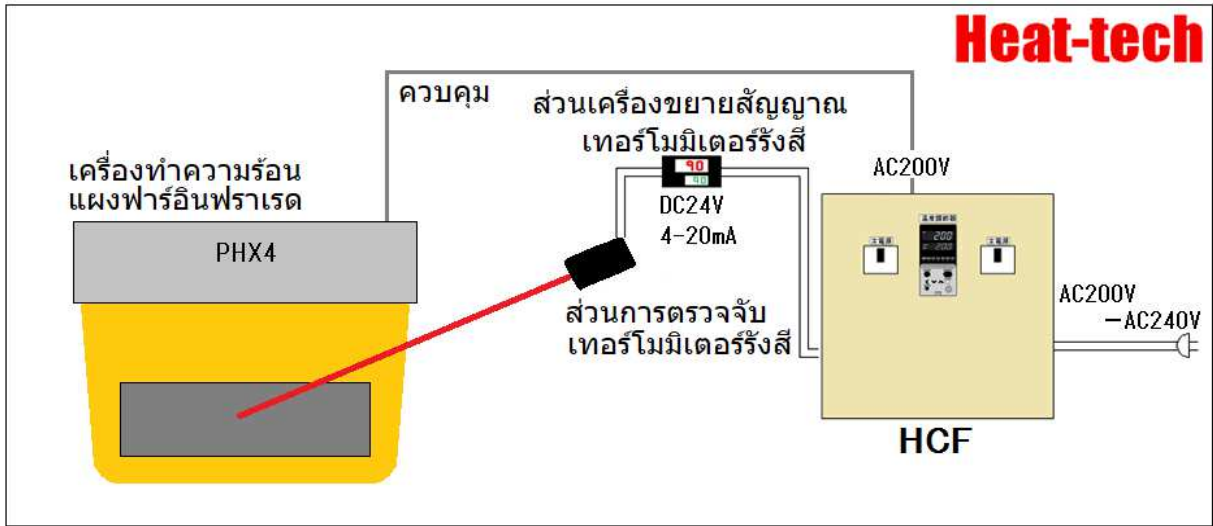 Heat-tech
ควบคุม
ส่วนเครื่องขยายสัญญาณ
เทอร์โมมิเตอร์รังสี
เครื่องทำความร้อน
แผงฟาร์อินฟราเรด
90
90
AC200V
DC24V
4-20mA
PHX4
200
200
ส่วนการตรวจจับ
เทอร์โมมิเตอร์รังสี
AC200V
－AC240V
HCF